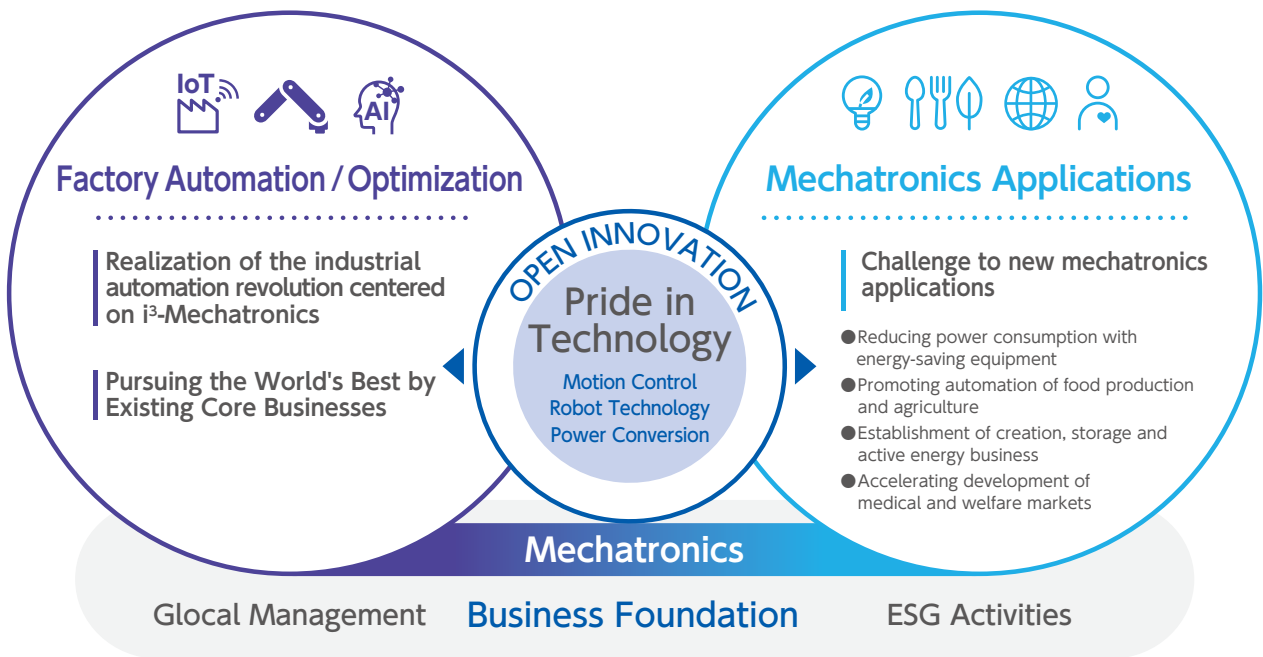 IoT
AI
Factory Automation / Optimization
Realization of the industrial
automation revolution centered
on i³-Mechatronics
Pursuing the World's Best by
Existing Core Businesses
OPEN INNOVATION
Pride in
Technology
Motion Control
Robot Technology
Power Conversion
Mechatronics Applications
Challenge to new mechatronics
applications
●Reducing power consumption with
energy-saving equipment
●Promoting automation of food production
and agriculture
●Establishment of creation, storage and
active energy business
●Accelerating development of
medical and welfare markets
Mechatronics
Glocal Management
Business Foundation
ESG Activities